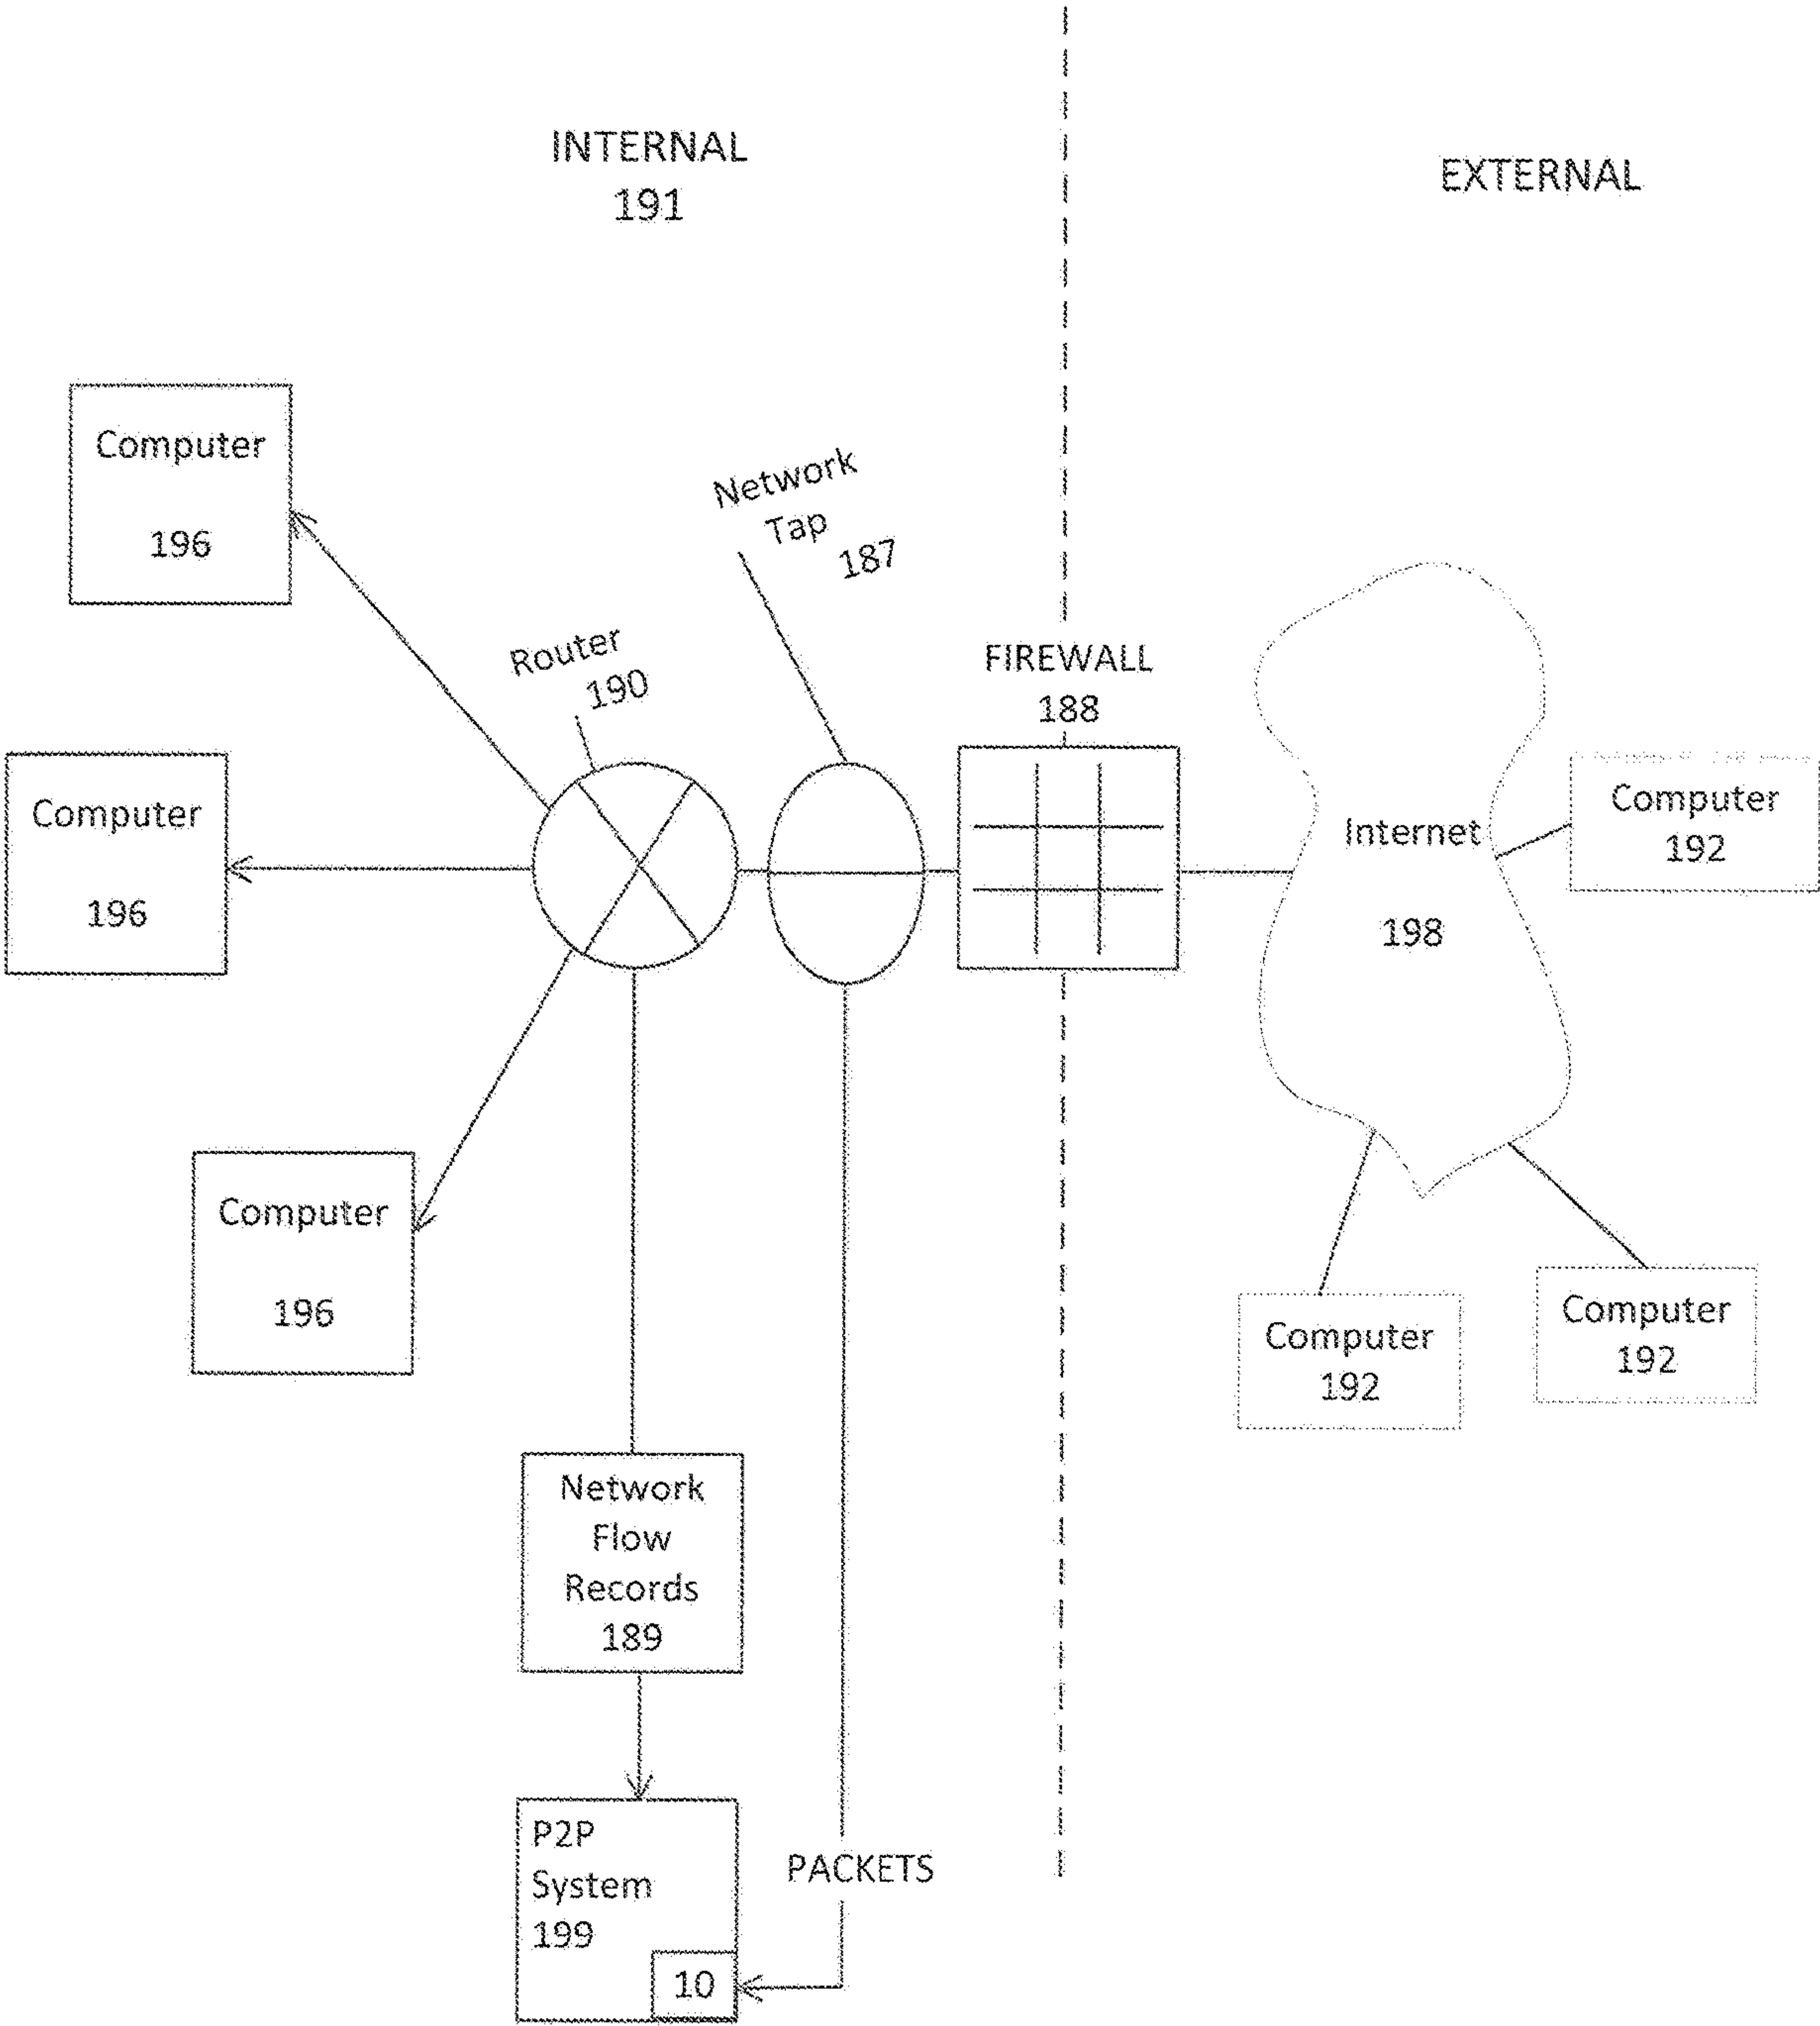 INTERNAL
191
EXTERNAL
Computer
196
Network
Tap
187
Router
190
FIREWALL
188
Computer
196
Internet
198
Computer
192
Computer
196
Computer
192
Computer
192
Network
Flow
Records
189
P2P
System
199
10
PACKETS